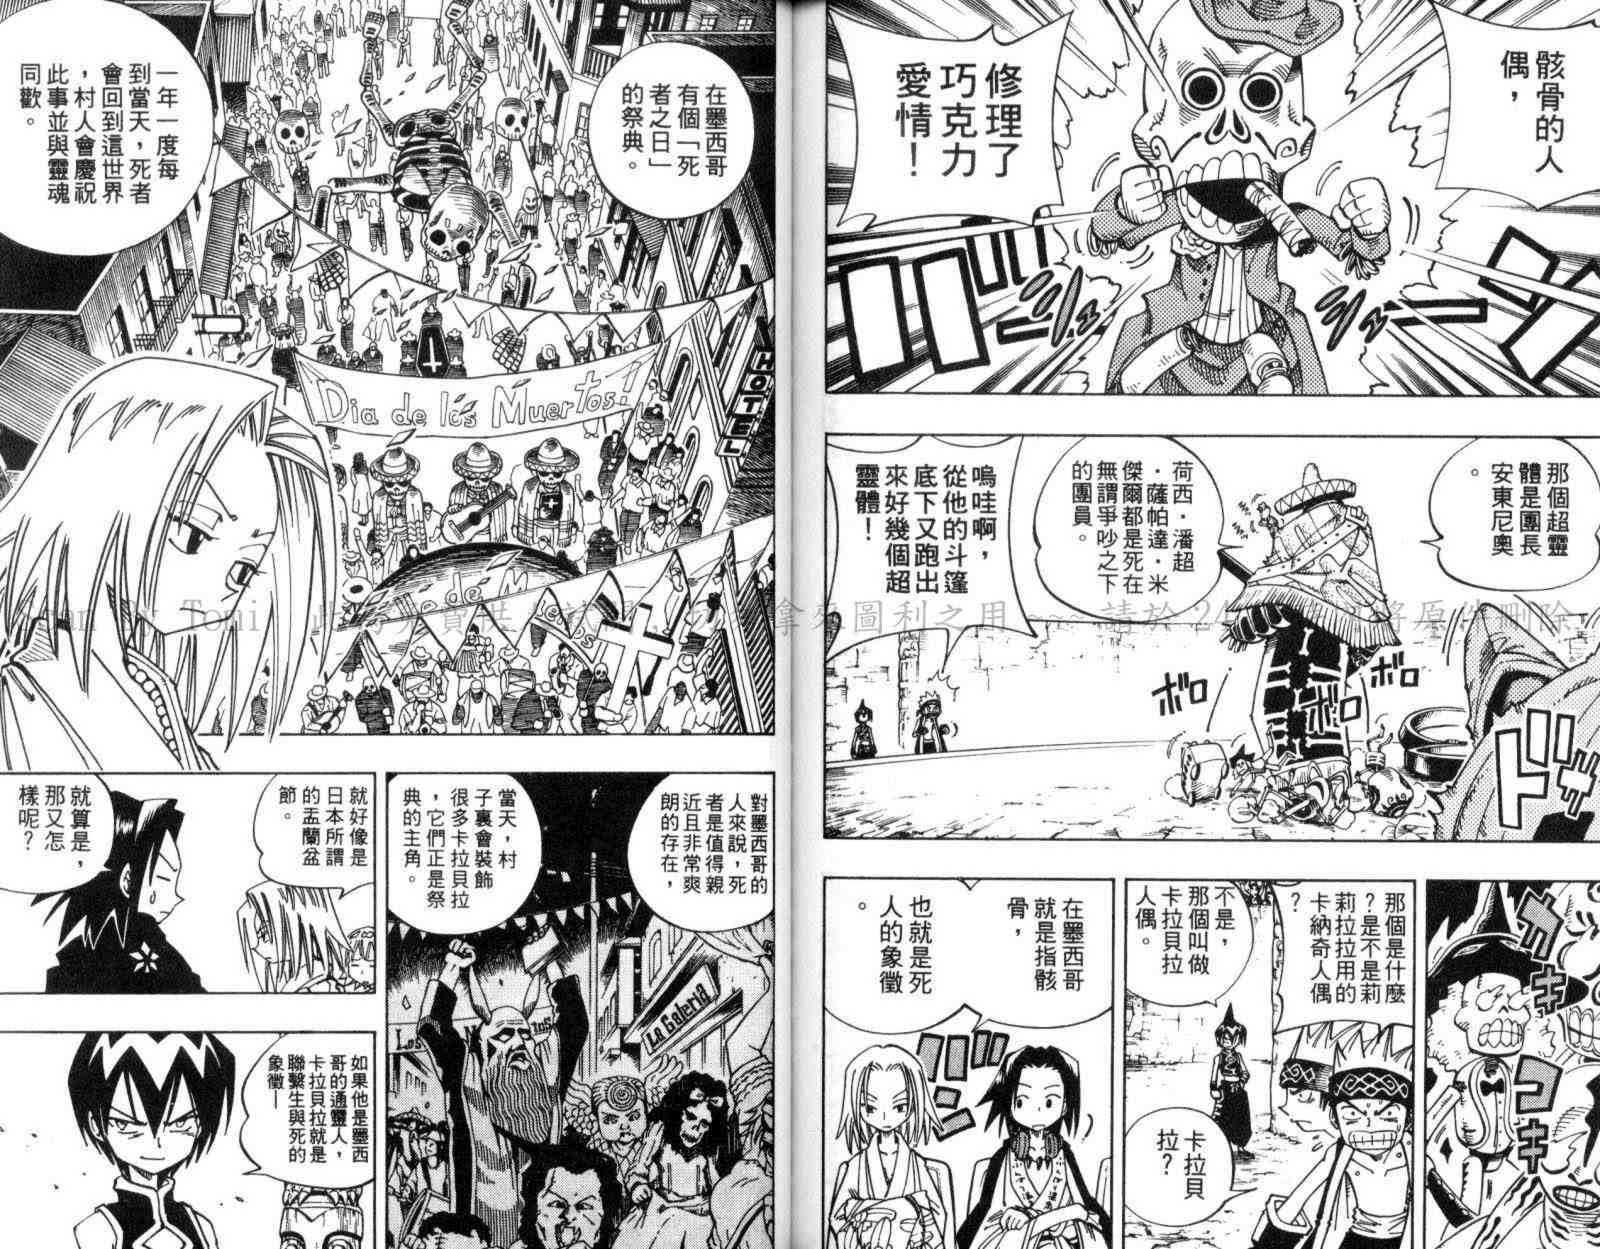 骸骨的人
偶，
修理了
巧克力
愛情！
那個超靈
體是團長
安東尼奧
。
荷西·潘超
·薩帕達·米
傑爾都是死在
無謂爭吵之下
的團員。
嗚哇啊，
從他的斗篷
底下又跑出
來好幾個超
靈體！
ボロ
ボロ
那個是什麼
？是不是莉
莉拉拉用的
卡納奇人偶
？
不是，
那個叫做
卡拉貝拉
人偶。
卡拉貝
拉？
在墨西哥
就是指骸
骨，
也就是死
人的象徵
。
在墨西哥
有個「死
者之日」
的祭典。
一年一度每
到當天，死者
會回到這世界
，村人會慶祝
此事並與靈魂
同歡。
HOTEL
Dia de los Muertos!
對墨西哥的
人來說，死
者是值得親
近且非常爽
朗的存在，
當天，村
子裏會裝飾
很多卡拉貝拉
，它們正是祭
典的主角。
La Galeria
就好像是
日本所謂
的盂蘭盆
節。
就算是，
那又怎
樣呢？
如果他是墨西
哥的通靈人，
卡拉貝拉就是
聯繫生與死的
象徵—